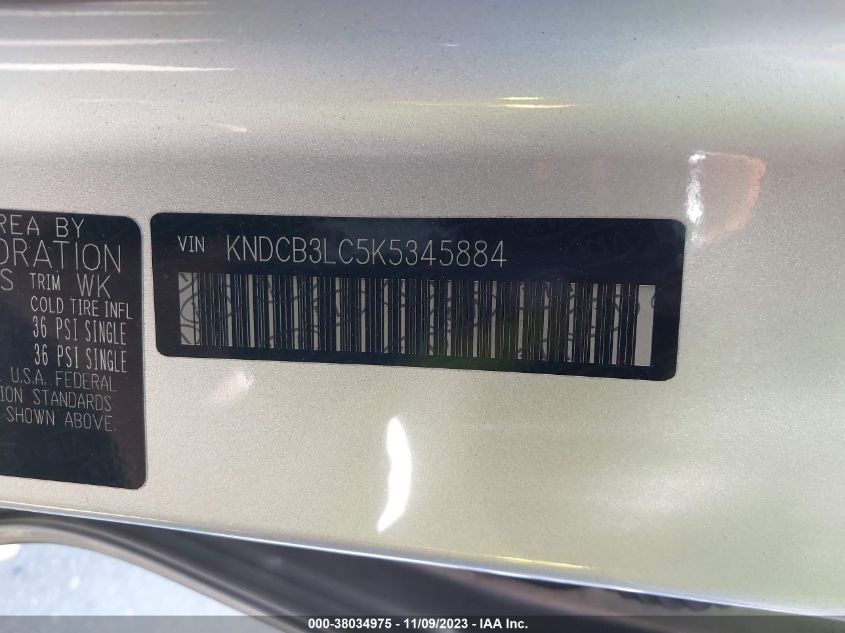 REA BY
ORATION
S TRIM WK
COLD TIRE INFL
36 PSI SINGLE
36 PSI SINGLE
U.S.A. FEDERAL
ION STANDARDS
SHOWN ABOVE.
VIN KNDCB3LC5K5345884
000-38034975 - 11/09/2023 - IAA Inc.